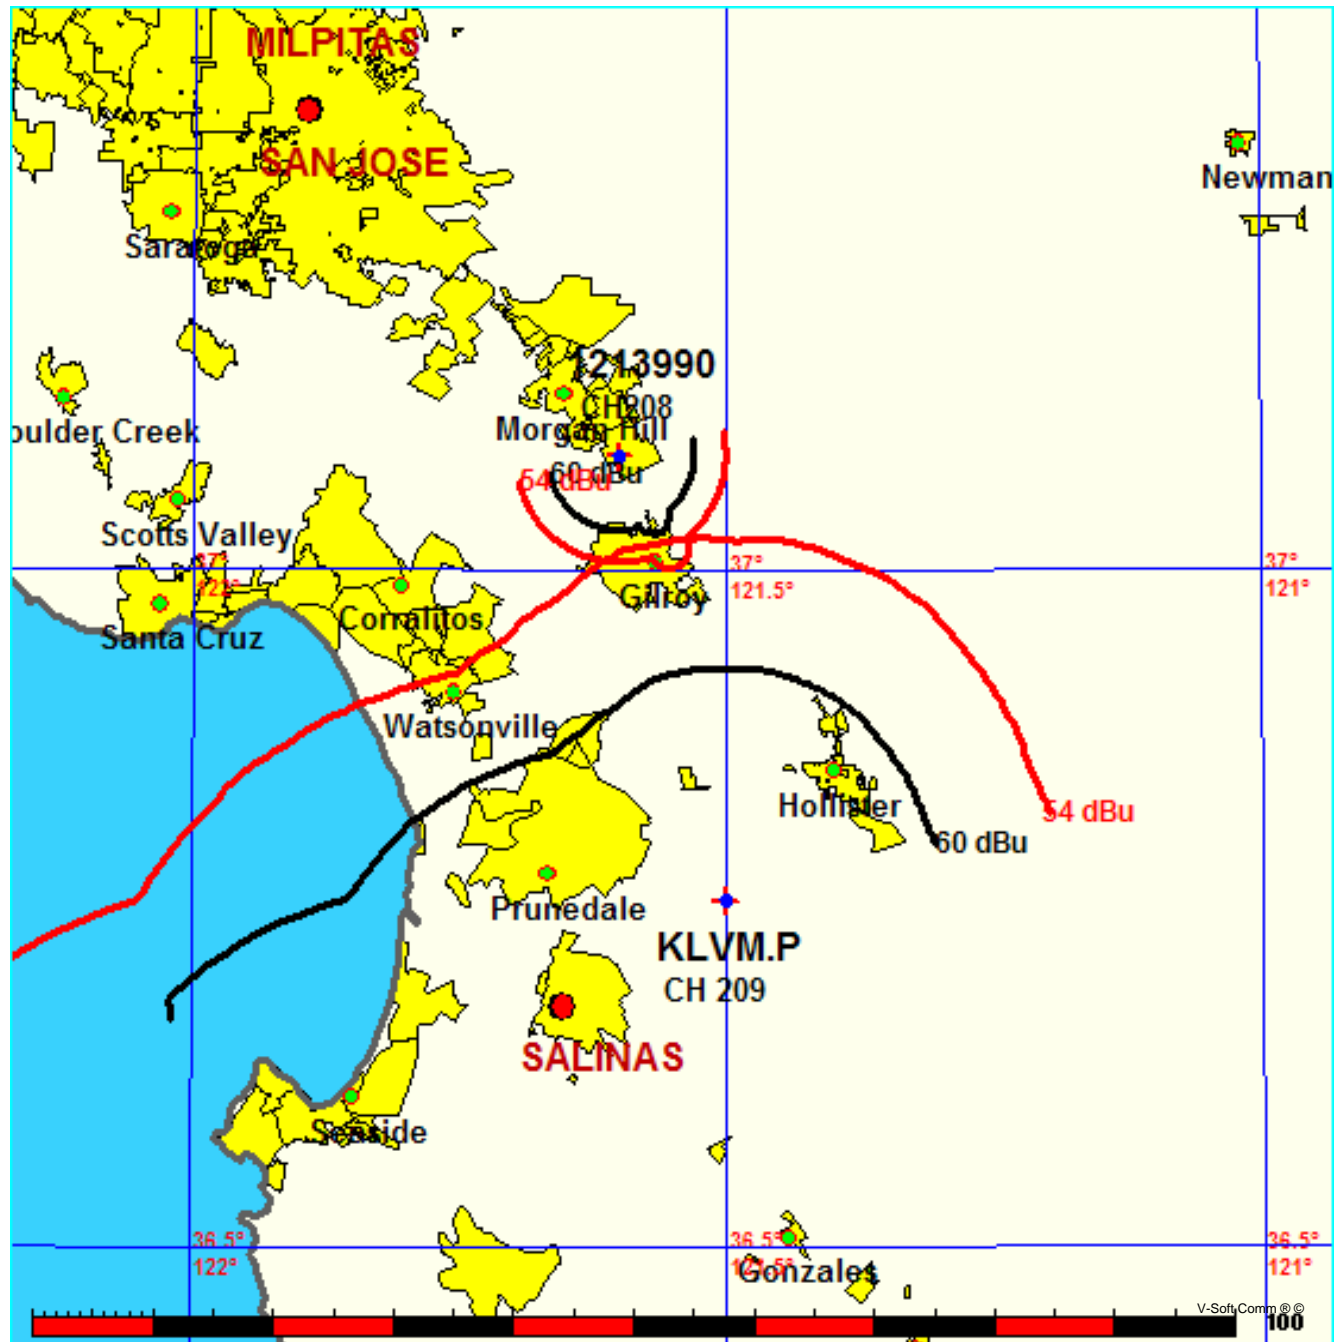 MILPITAS
SAN JOSE
Newman
Saratoga
1213990
CH208
Morgan Hill
oulder Creek
60 dBu
54 dBu
Scotts Valley
37°
122°
37°
121.5°
37°
121°
Gilroy
Corralitos
Santa Cruz
Watsonville
Hollister
54 dBu
60 dBu
Prunedale
KLVM.P
CH 209
SALINAS
Seaside
36.5°
122°
36.5°
121.5°
36.5°
121°
Gonzales
V-Soft Comm ® ©
100